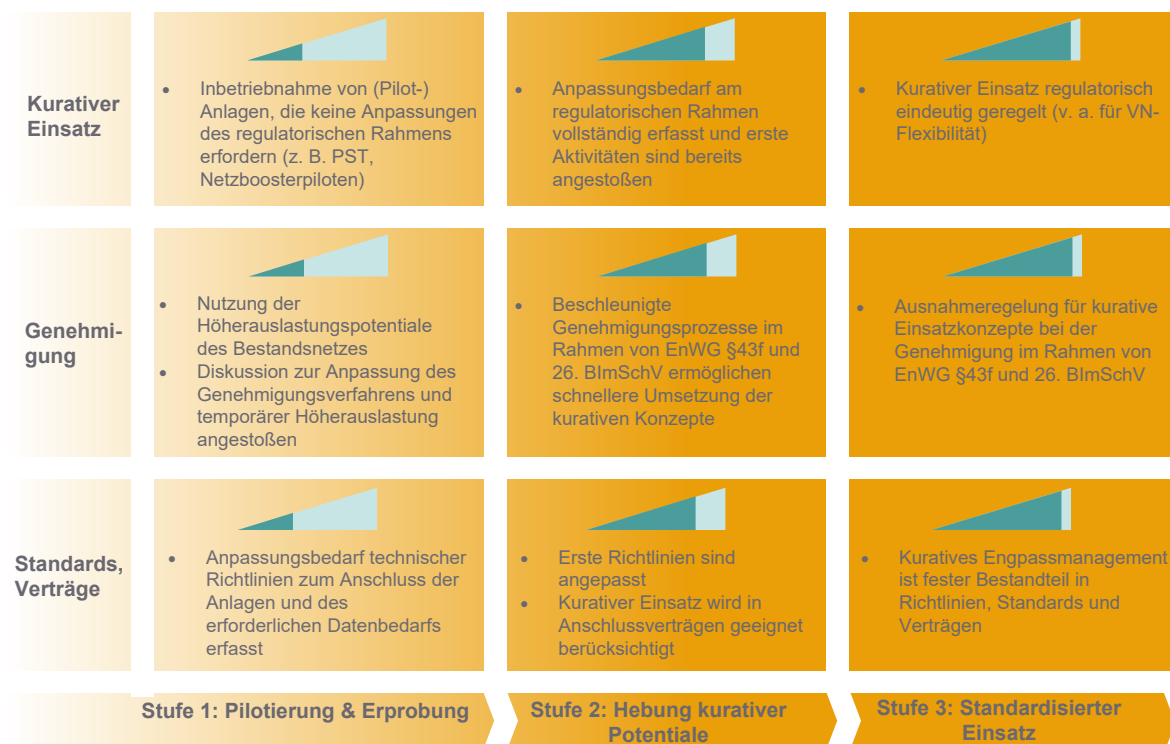 Kurativer
Einsatz
• Inbetriebnahme von (Pilot-)
Anlagen, die keine Anpassungen
des regulatorischen Rahmens
erfordern (z. B. PST,
Netzboosterpiloten)
• Anpassungsbedarf am
regulatorischen Rahmen
vollständig erfasst und erste
Aktivitäten sind bereits
angestoßen
• Kurativer Einsatz regulatorisch
eindeutig geregelt (v. a. für VN-
Flexibilität)
Genehmi-
gung
• Nutzung der
Höherauslastungspotentiale
des Bestandsnetzes
• Diskussion zur Anpassung des
Genehmigungsverfahrens und
temporärer Höherauslastung
angestoßen
• Beschleunigte
Genehmigungsprozesse im
Rahmen von EnWG §43f und
26. BImSchV ermöglichen
schnellere Umsetzung der
kurativen Konzepte
• Ausnahmeregelung für kurative
Einsatzkonzepte bei der
Genehmigung im Rahmen von
EnWG §43f und 26. BImSchV
Standards,
Verträge
• Anpassungsbedarf technischer
Richtlinien zum Anschluss der
Anlagen und des
erforderlichen Datenbedarfs
erfasst
• Erste Richtlinien sind
angepasst
• Kurativer Einsatz wird in
Anschlussverträgen geeignet
berücksichtigt
• Kuratives Engpassmanagement
ist fester Bestandteil in
Richtlinien, Standards und
Verträgen
Stufe 1: Pilotierung & Erprobung
Stufe 2: Hebung kurativer
Potentiale
Stufe 3: Standardisierter
Einsatz